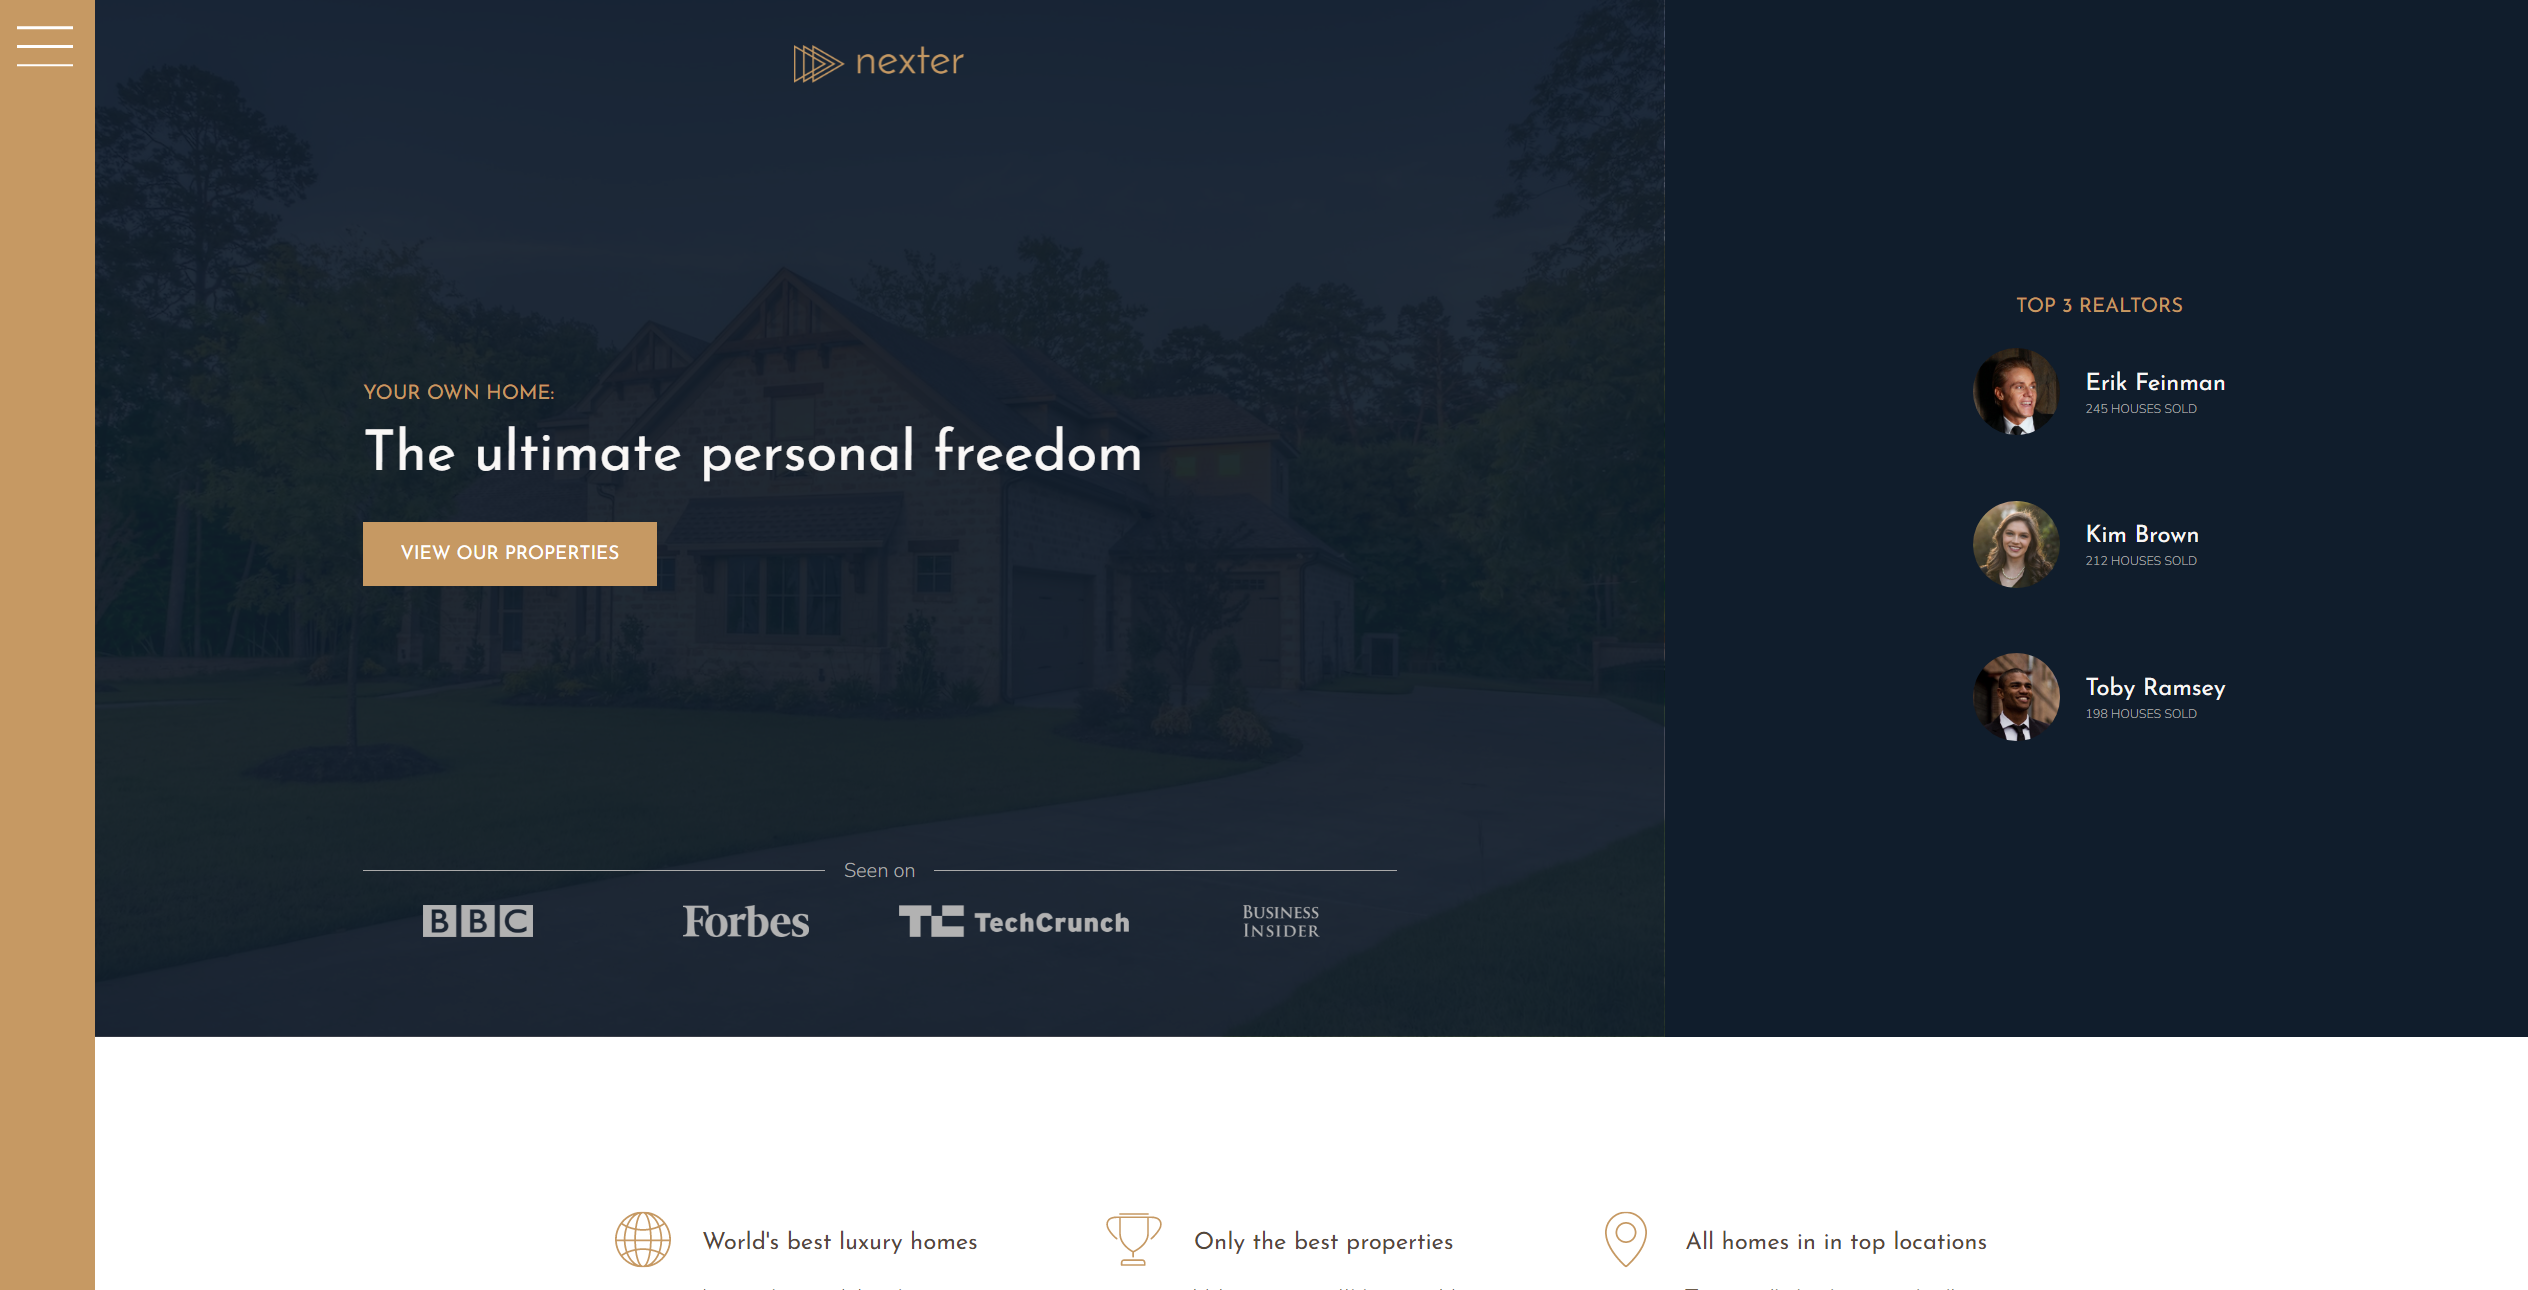 nexter
YOUR OWN HOME:
The ultimate personal freedom
VIEW OUR PROPERTIES
Seen on
BBC
Forbes
TC TechCrunch
BUSINESS
INSIDER
TOP 3 REALTORS
Erik Feinman
245 HOUSES SOLD
Kim Brown
212 HOUSES SOLD
Toby Ramsey
198 HOUSES SOLD
World's best luxury homes
Only the best properties
All homes in in top locations